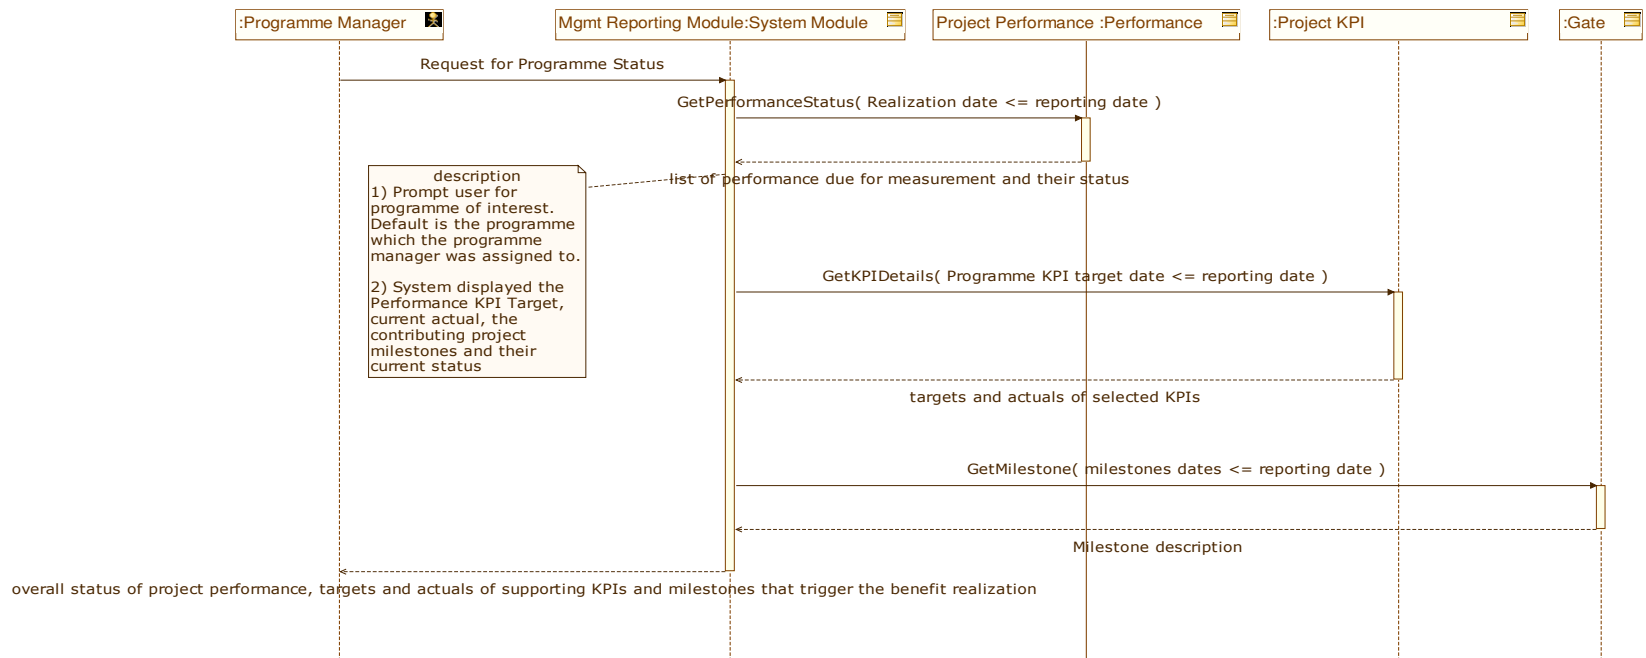 :Programme Manager
Mgmt Reporting Module:System Module
Project Performance :Performance
:Project KPI
:Gate
Request for Programme Status
GetPerformanceStatus( Realization date <= reporting date )
list of performance due for measurement and their status
description
1) Prompt user for
programme of interest.
Default is the programme
which the programme
manager was assigned to.
2) System displayed the
Performance KPI Target,
current actual, the
contributing project
milestones and their
current status
GetKPIDetails( Programme KPI target date <= reporting date )
targets and actuals of selected KPIs
GetMilestone( milestones dates <= reporting date )
Milestone description
overall status of project performance, targets and actuals of supporting KPIs and milestones that trigger the benefit realization